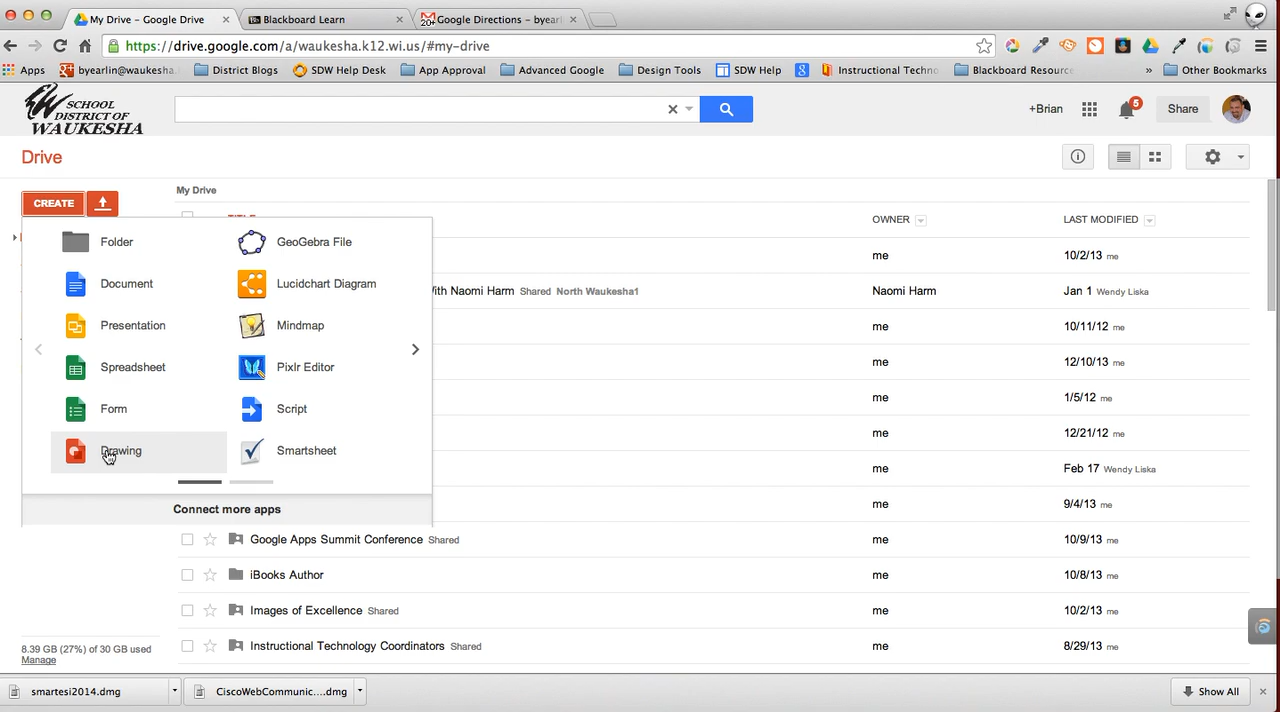 My Drive - Google Drive
Blackboard Learn
20+ Google Directions - byearl
https://drive.google.com/a/waukesha.k12.wi.us/#my-drive
Apps byearlin@waukesha. District Blogs SDW Help Desk App Approval Advanced Google Design Tools SDW Help Instructional Techno Blackboard Resource » Other Bookmarks
SCHOOL
DISTRICT OF
WAUKESHA
+Brian 5 Share
Drive
CREATE My Drive
TITLE OWNER LAST MODIFIED
Folder GeoGebra File
Document Lucidchart Diagram
Presentation Mindmap
Spreadsheet Pixlr Editor
Form Script
Drawing Smartsheet
Connect more apps
me 10/2/13 me
With Naomi Harm Shared North Waukesha1 Naomi Harm Jan 1 Wendy Liska
me 10/11/12 me
me 12/10/13 me
me 1/5/12 me
me 12/21/12 me
me Feb 17 Wendy Liska
me 9/4/13 me
Google Apps Summit Conference Shared me 10/9/13 me
iBooks Author me 10/8/13 me
Images of Excellence Shared me 10/2/13 me
Instructional Technology Coordinators Shared me 8/29/13 me
8.39 GB (27%) of 30 GB used
Manage
smartesi2014.dmg CiscoWebCommunic....dmg Show All